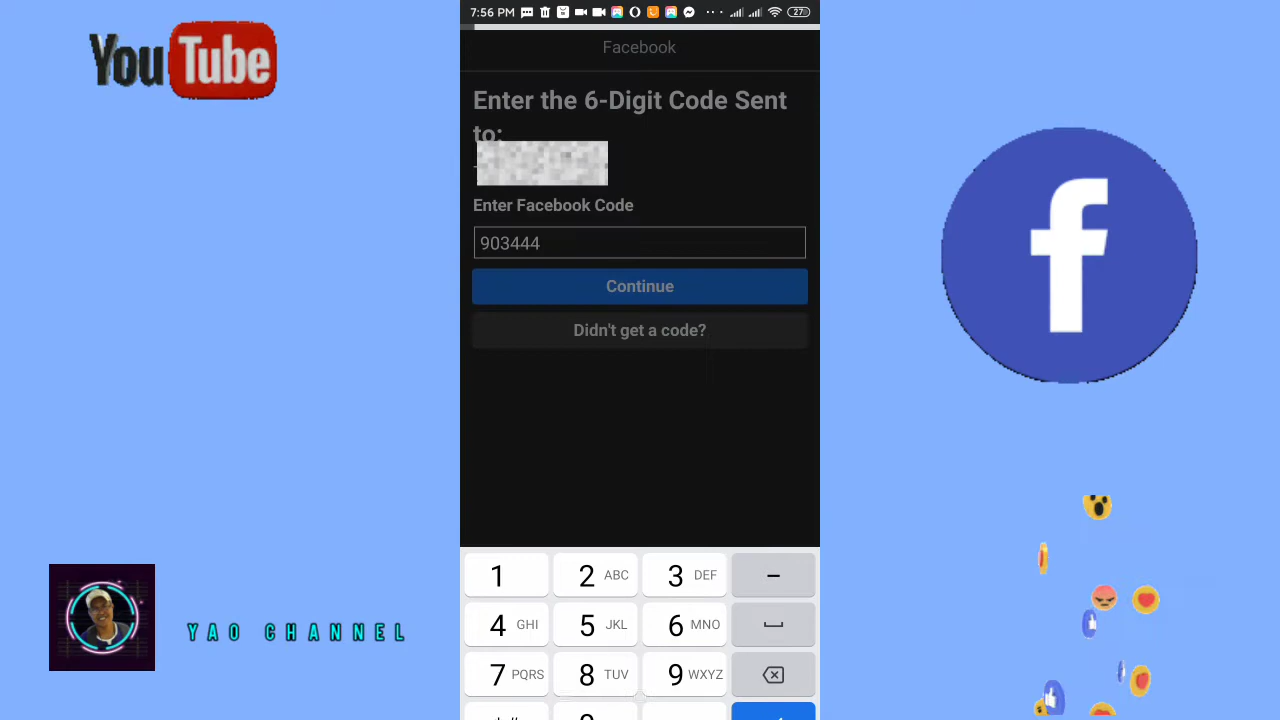 YouTube
7:56 PM
27
Facebook
Enter the 6-Digit Code Sent
to:
Enter Facebook Code
903444
Continue
Didn't get a code?
1
2 ABC
3 DEF
4 GHI
5 JKL
6 MNO
7 PQRS
8 TUV
9 WXYZ
f
YAO CHANNEL